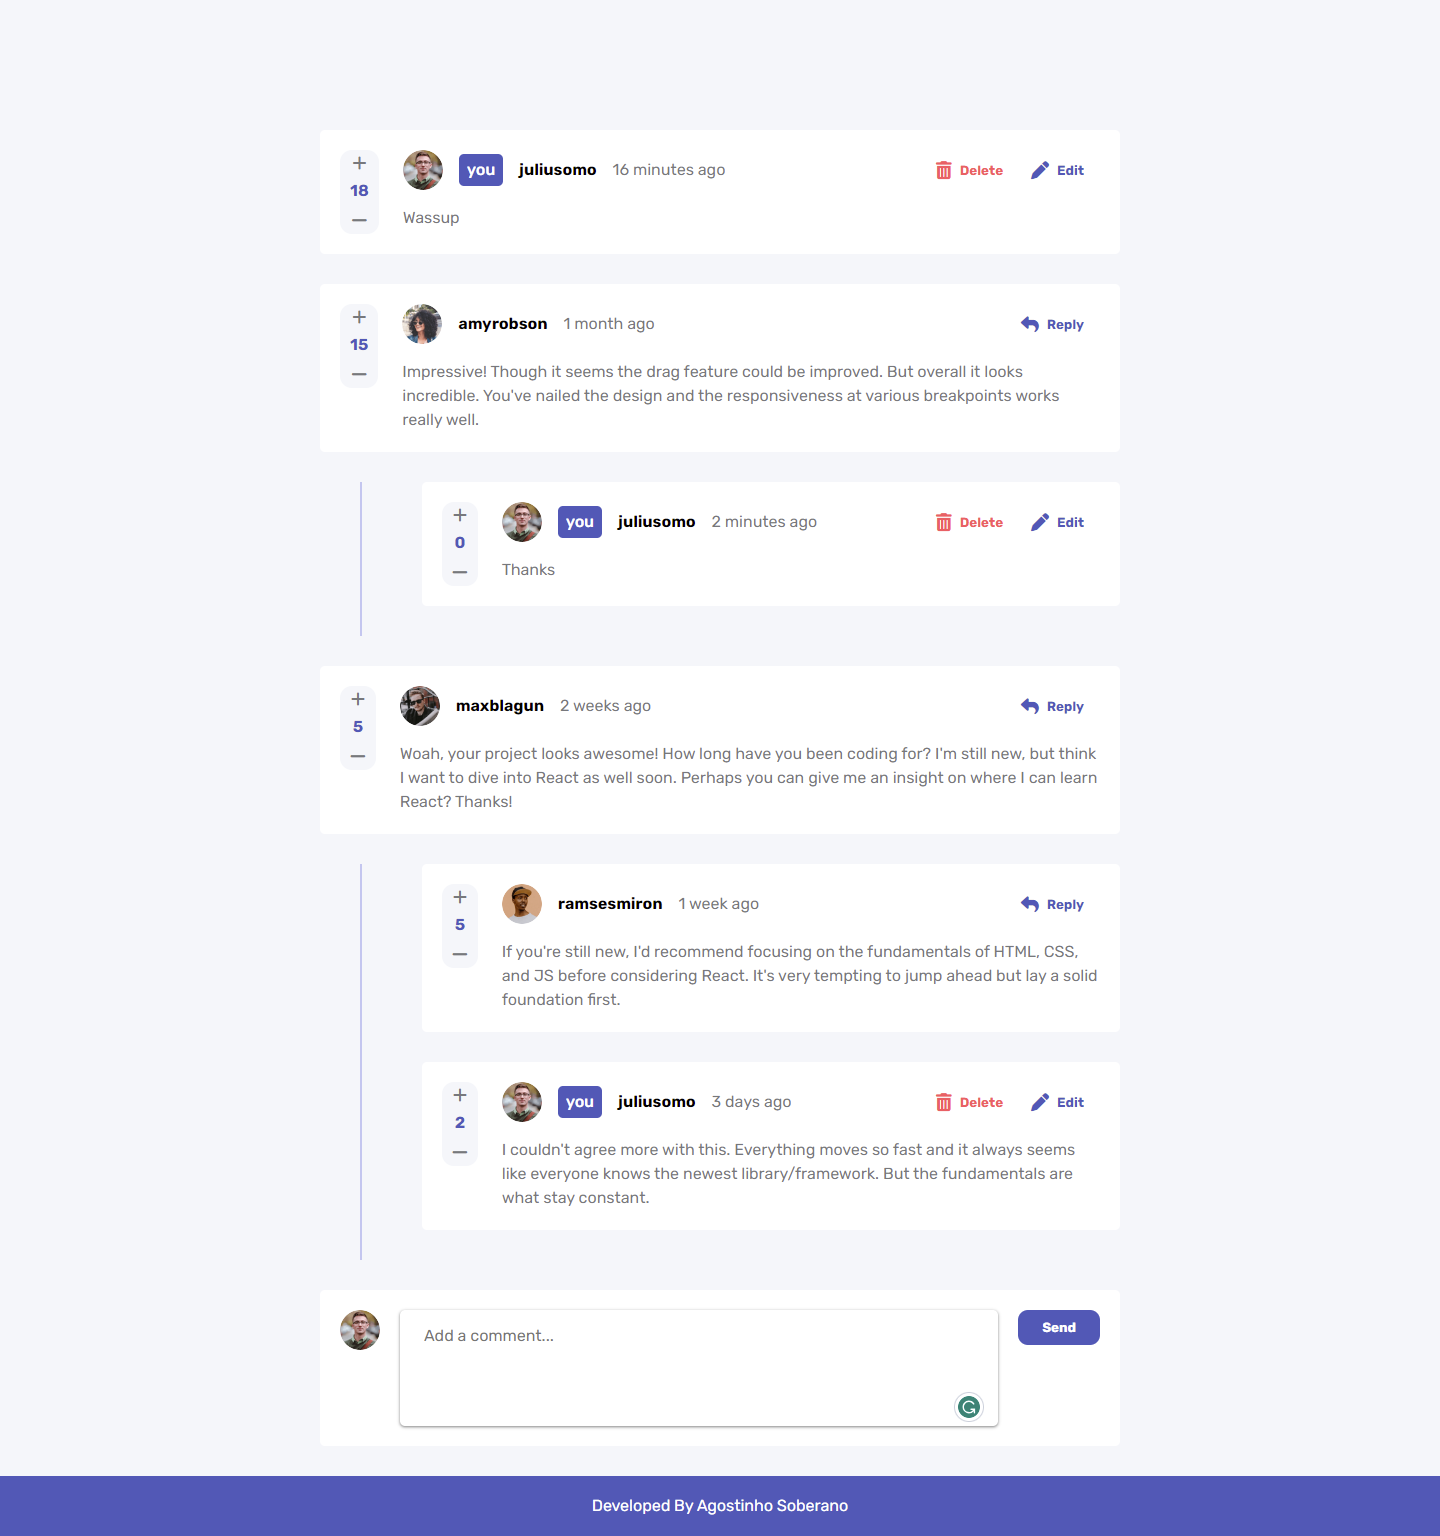 18
you juliusomo 16 minutes ago Delete Edit
Wassup
15
amyrobson 1 month ago Reply
Impressive! Though it seems the drag feature could be improved. But overall it looks
incredible. You've nailed the design and the responsiveness at various breakpoints works
really well.
0
you juliusomo 2 minutes ago Delete Edit
Thanks
5
maxblagun 2 weeks ago Reply
Woah, your project looks awesome! How long have you been coding for? I'm still new, but think
I want to dive into React as well soon. Perhaps you can give me an insight on where I can learn
React? Thanks!
5
ramsesmiron 1 week ago Reply
If you're still new, I'd recommend focusing on the fundamentals of HTML, CSS,
and JS before considering React. It's very tempting to jump ahead but lay a solid
foundation first.
2
you juliusomo 3 days ago Delete Edit
I couldn't agree more with this. Everything moves so fast and it always seems
like everyone knows the newest library/framework. But the fundamentals are
what stay constant.
Add a comment...
Send
Developed By Agostinho Soberano